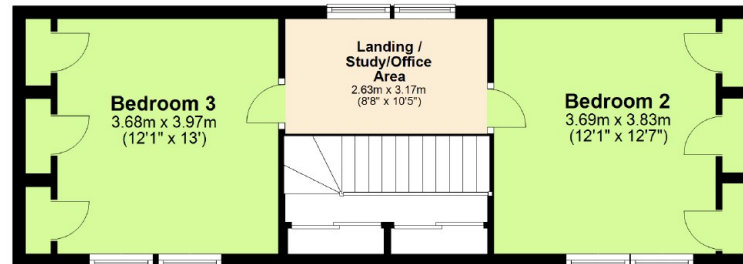 Bedroom 3
3.68m x 3.97m
(12'1" x 13')
Landing /
Study/Office
Area
2.63m x 3.17m
(8'8" x 10'5")
Bedroom 2
3.69m x 3.83m
(12'1" x 12'7")